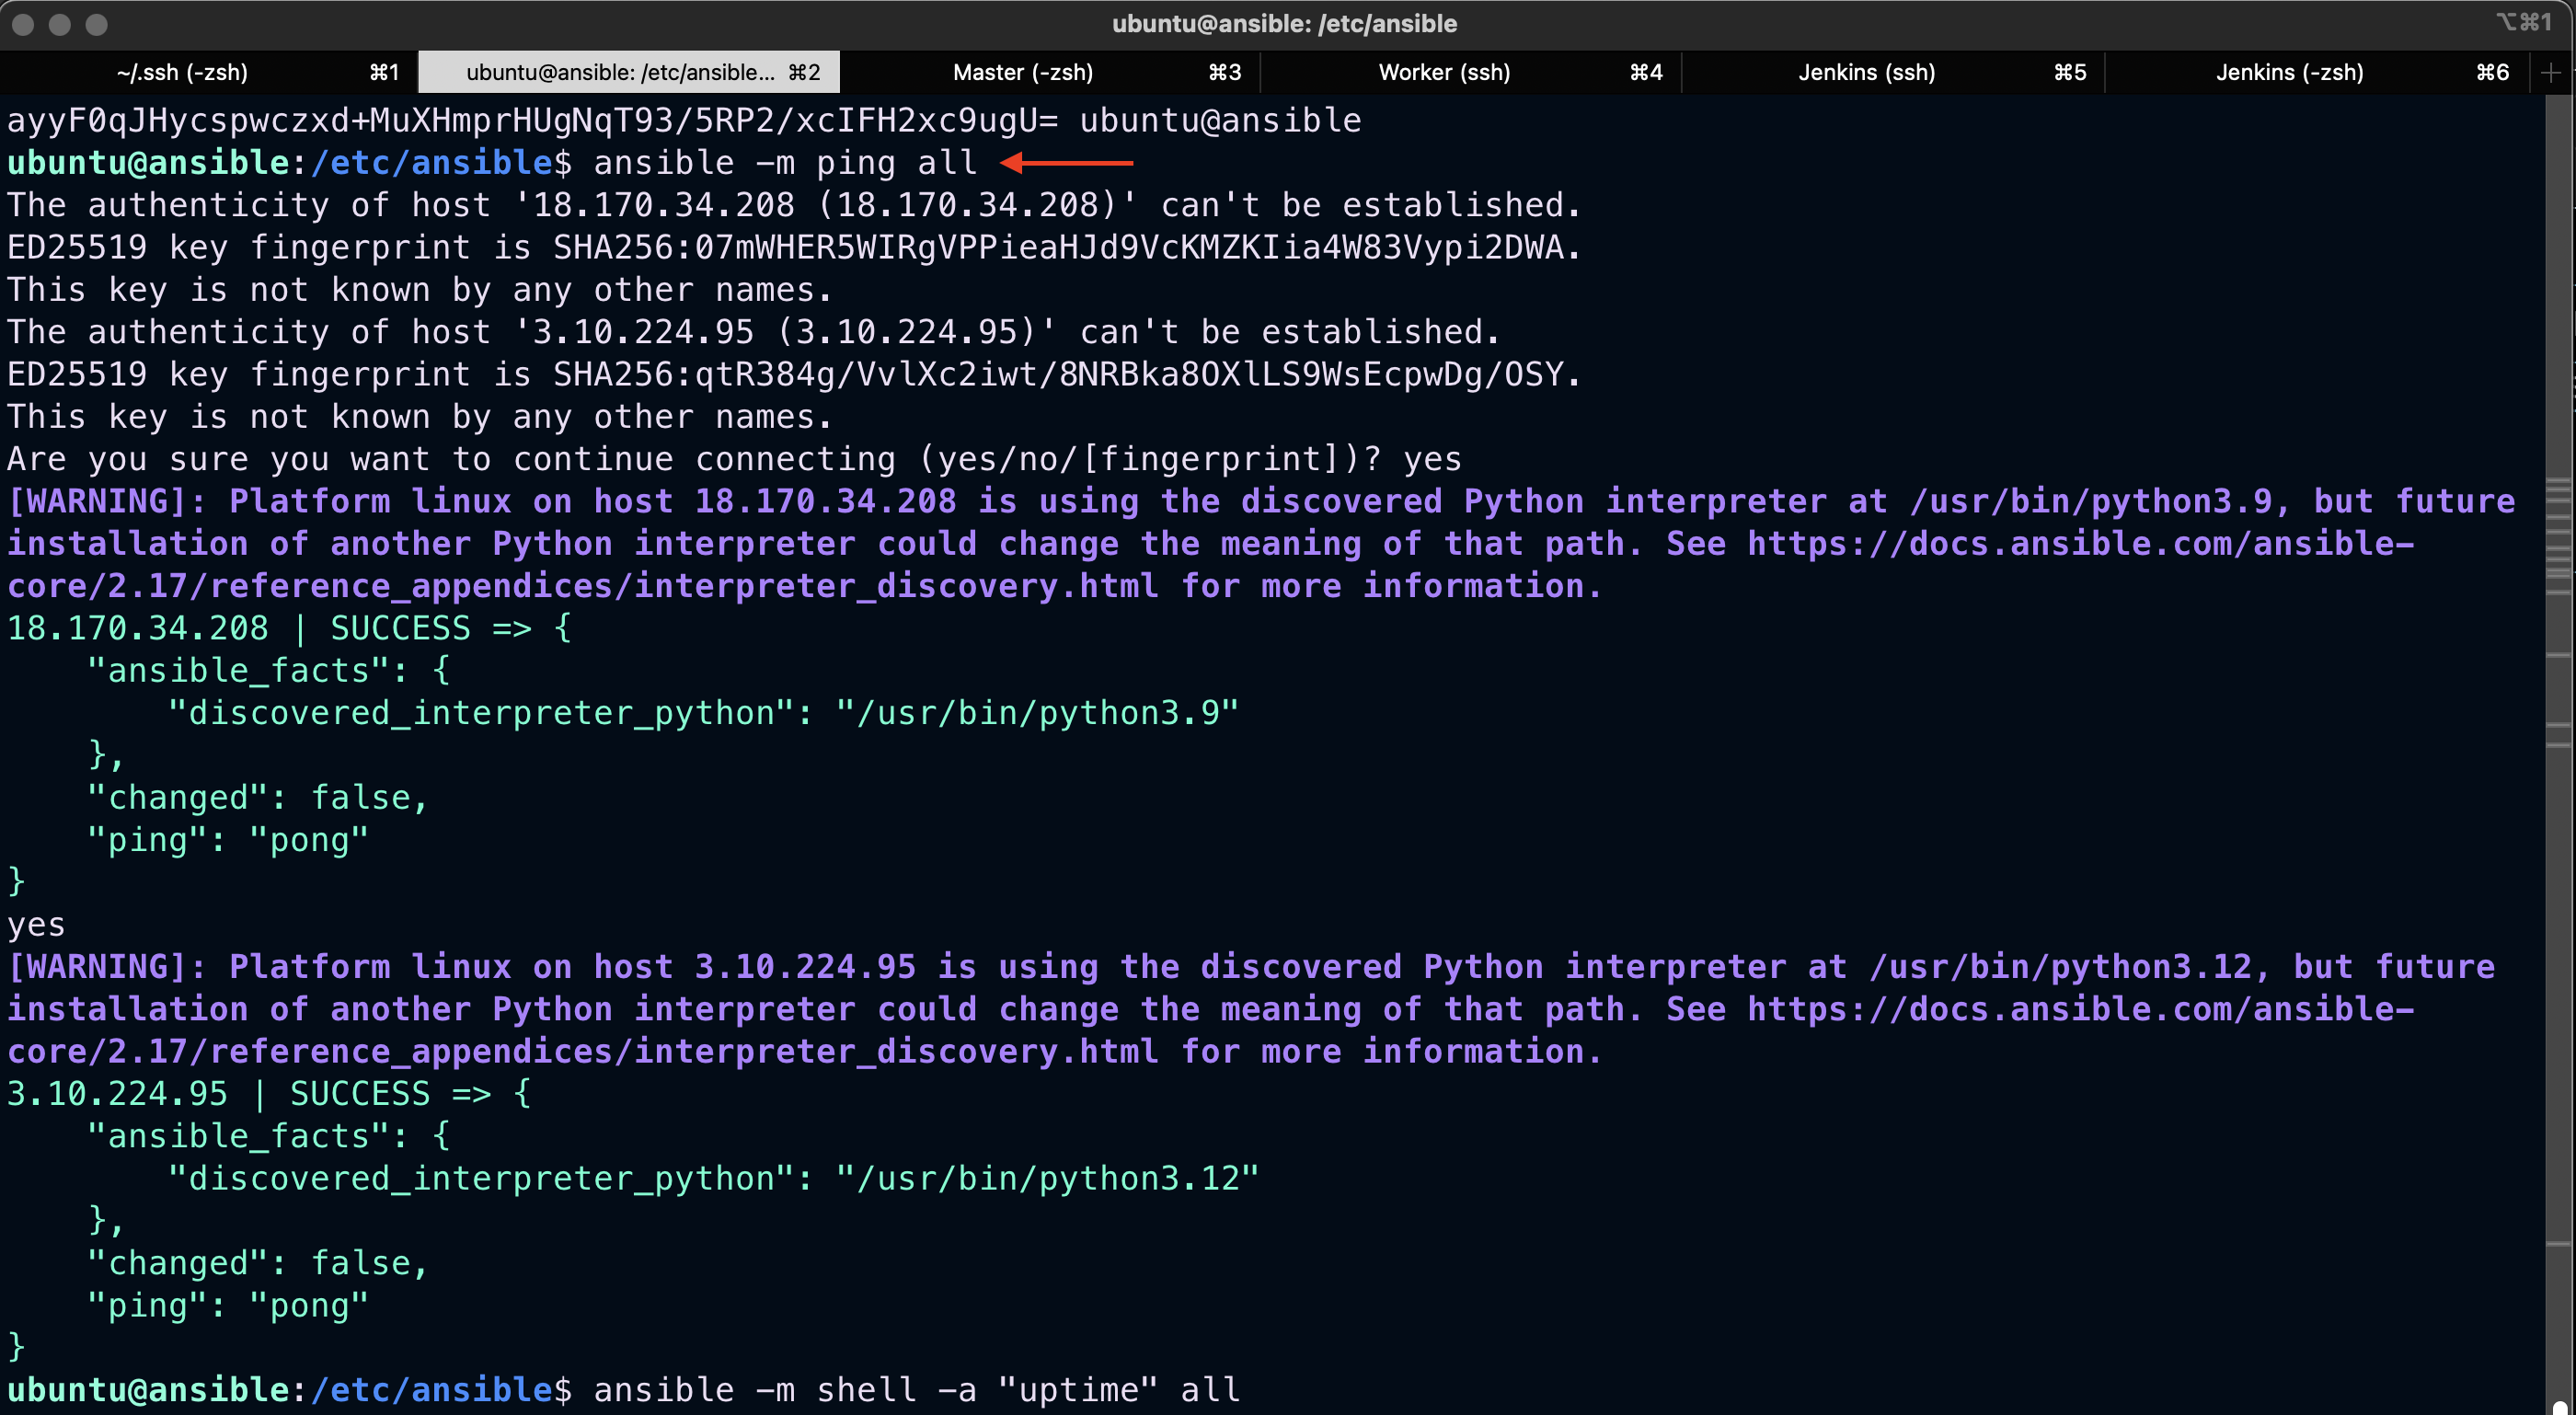 ubuntu@ansible: /etc/ansible
⌥⌘1
~/.ssh (-zsh) ⌘1 ubuntu@ansible: /etc/ansible... ⌘2 Master (-zsh) ⌘3 Worker (ssh) ⌘4 Jenkins (ssh) ⌘5 Jenkins (-zsh) ⌘6 +
ayyF0qJHycspwczxd+MuXHmprHUgNqT93/5RP2/xcIFH2xc9ugU= ubuntu@ansible
ubuntu@ansible:/etc/ansible$ ansible -m ping all
The authenticity of host '18.170.34.208 (18.170.34.208)' can't be established.
ED25519 key fingerprint is SHA256:07mWHER5WIRgVPPieaHJd9VcKMZKIia4W83Vypi2DWA.
This key is not known by any other names.
The authenticity of host '3.10.224.95 (3.10.224.95)' can't be established.
ED25519 key fingerprint is SHA256:qtR384g/VvlXc2iwt/8NRBka8OXlLS9WsEcpwDg/OSY.
This key is not known by any other names.
Are you sure you want to continue connecting (yes/no/[fingerprint])? yes
[WARNING]: Platform linux on host 18.170.34.208 is using the discovered Python interpreter at /usr/bin/python3.9, but future
installation of another Python interpreter could change the meaning of that path. See https://docs.ansible.com/ansible-
core/2.17/reference_appendices/interpreter_discovery.html for more information.
18.170.34.208 | SUCCESS => {
    "ansible_facts": {
        "discovered_interpreter_python": "/usr/bin/python3.9"
    },
    "changed": false,
    "ping": "pong"
}
yes
[WARNING]: Platform linux on host 3.10.224.95 is using the discovered Python interpreter at /usr/bin/python3.12, but future
installation of another Python interpreter could change the meaning of that path. See https://docs.ansible.com/ansible-
core/2.17/reference_appendices/interpreter_discovery.html for more information.
3.10.224.95 | SUCCESS => {
    "ansible_facts": {
        "discovered_interpreter_python": "/usr/bin/python3.12"
    },
    "changed": false,
    "ping": "pong"
}
ubuntu@ansible:/etc/ansible$ ansible -m shell -a "uptime" all